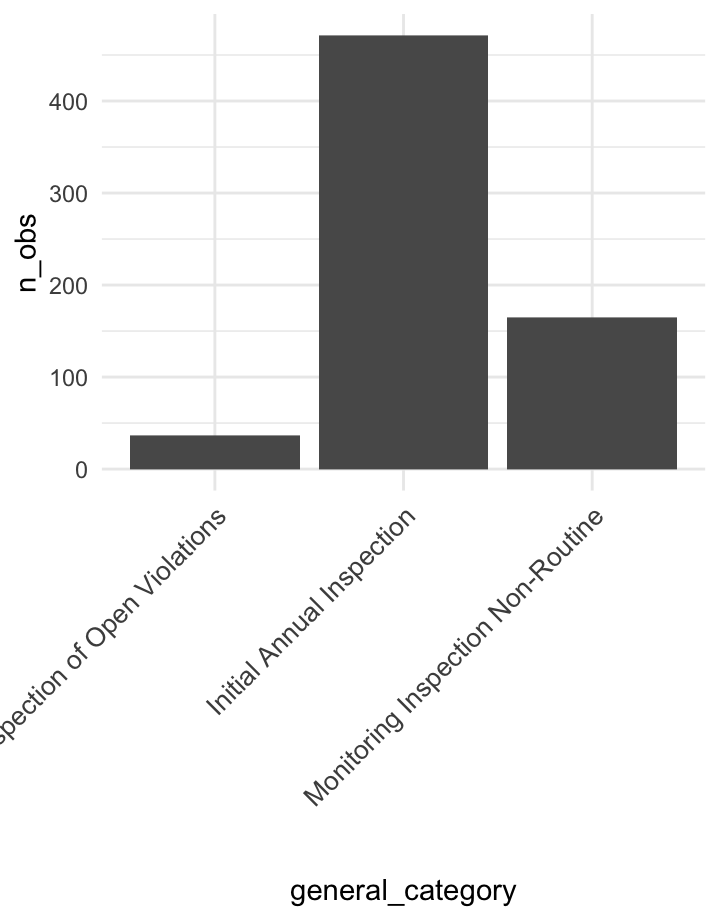 n_obs
400
300
200
100
0
spection of Open Violations
Initial Annual Inspection
Monitoring Inspection Non-Routine
general_category